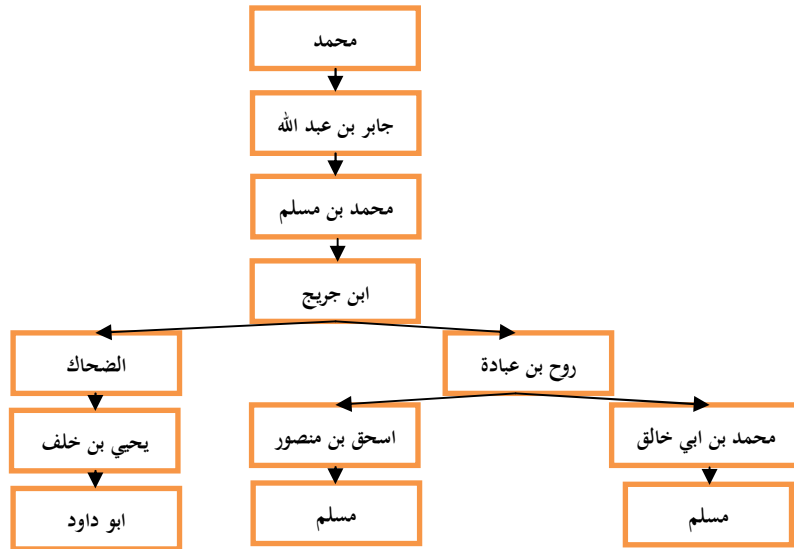 محمد
جابر بن عبد الله
محمد بن مسلم
ابن جريج
روح بن عبادة
الضحاك
محمد بن ابي خالق
اسحق بن منصور
يحيي بن خلف
مسلم
مسلم
ابو داود